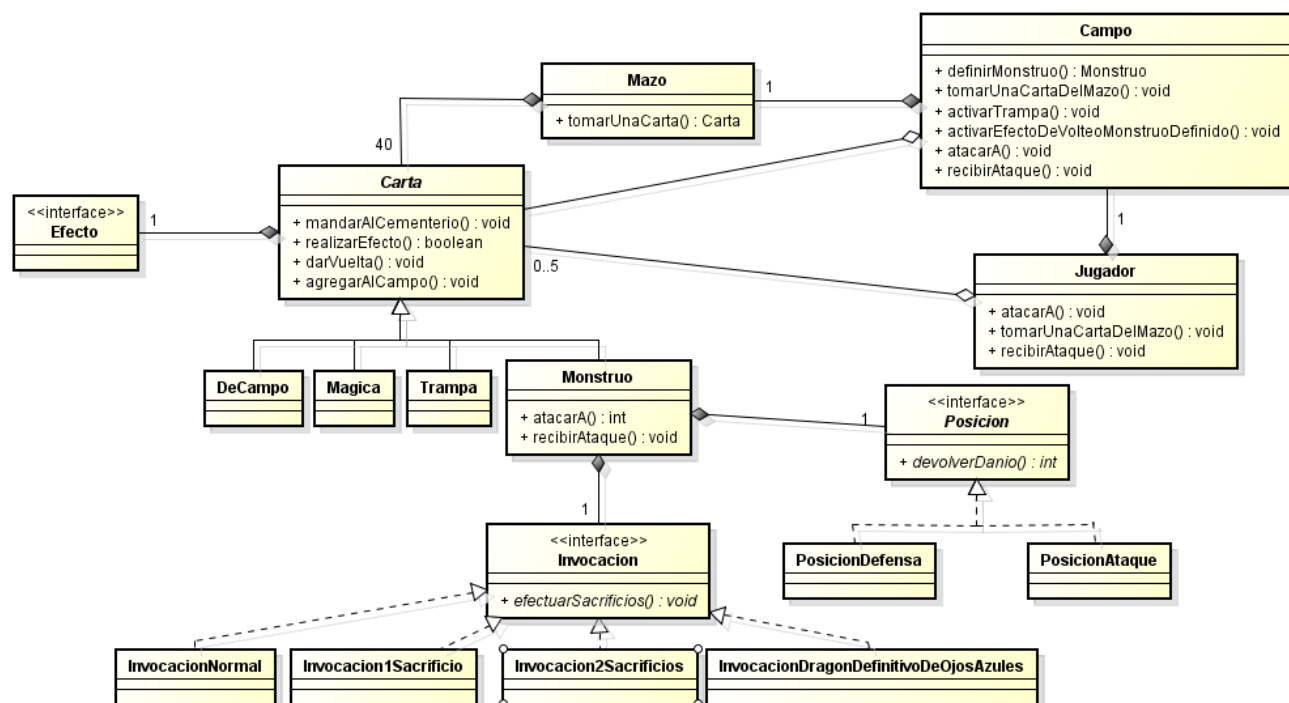 Campo
+ definirMonstruo() : Monstruo
+ tomarUnaCartaDelMazo() : void
+ activarTrampa() : void
+ activarEfectoDeVolteoMonstruoDefinido() : void
+ atacarA() : void
+ recibirAtaque() : void
Mazo
+ tomarUnaCarta() : Carta
1
40
Carta
+ mandarAlCementerio() : void
+ realizarEfecto() : boolean
+ darVuelta() : void
+ agregarAlCampo() : void
<<interface>>
Efecto
1
0..5
1
Jugador
+ atacarA() : void
+ tomarUnaCartaDelMazo() : void
+ recibirAtaque() : void
DeCampo
Magica
Trampa
Monstruo
+ atacarA() : int
+ recibirAtaque() : void
1
<<interface>>
Posicion
+ devolverDanio() : int
1
<<interface>>
Invocacion
+ efectuarSacrificios() : void
PosicionDefensa
PosicionAtaque
InvocacionNormal
Invocacion1Sacrificio
Invocacion2Sacrificios
InvocacionDragonDefinitivoDeOjosAzules